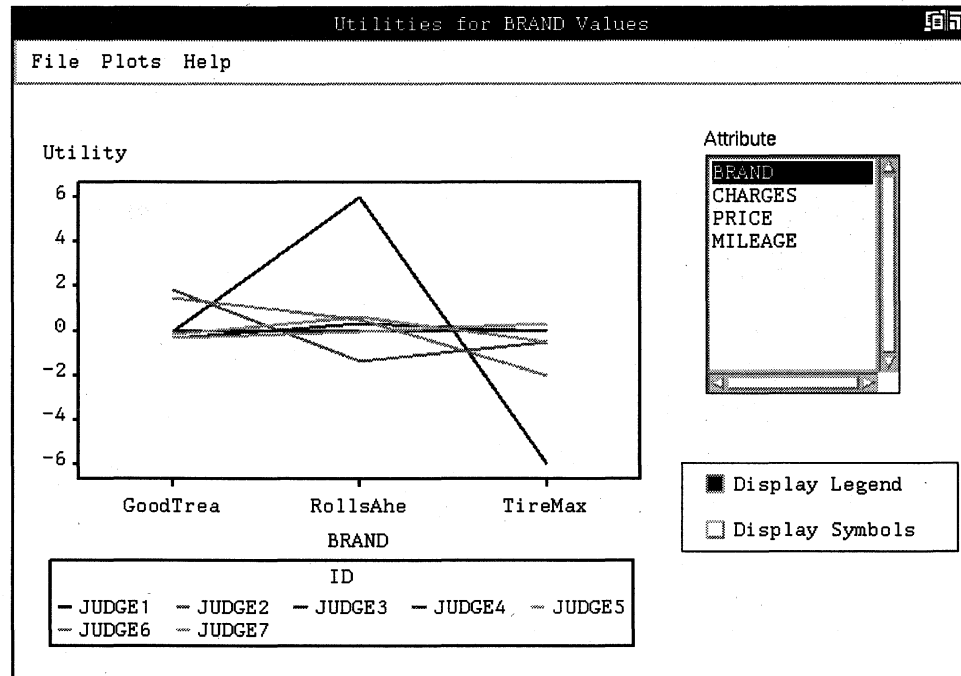 Utilities for BRAND Values
File Plots Help
Attribute
BRAND
CHARGES
PRICE
MILEAGE
Utility
6
4
2
0
-2
-4
-6
GoodTrea RollsAhe TireMax
BRAND
Display Legend
Display Symbols
ID
JUDGE1 JUDGE2 JUDGE3 JUDGE4 JUDGE5
JUDGE6 JUDGE7